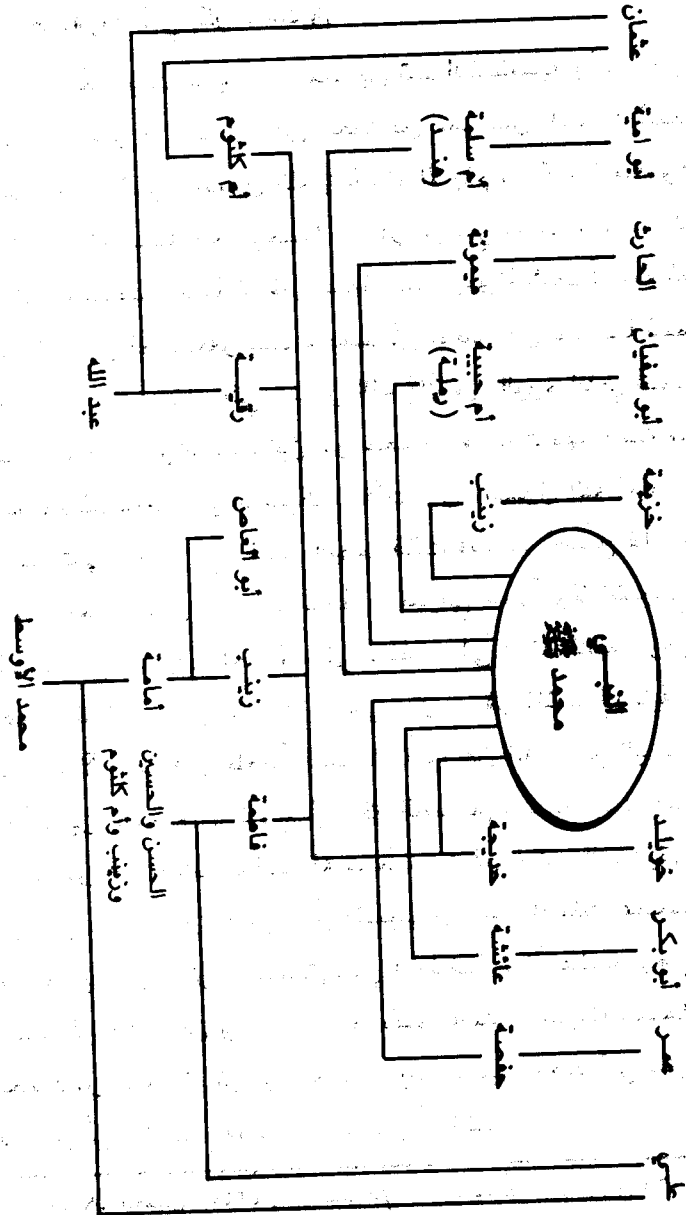 علي
عمر
أبو بكر
خويلد
خزيمة
أبو سفيان
الحارث
أبو أمية
عثمان
النبي
محمد ﷺ
حفصة
عائشة
خديجة
زينب
أم حبيبة
(رملة)
ميمونة
أم سلمة
(هند)
فاطمة
زينب
أبو العاص
رقية
أم كلثوم
الحسن والحسين
وزينب وأم كلثوم
أمامة
عبد الله
محمد الأوسط